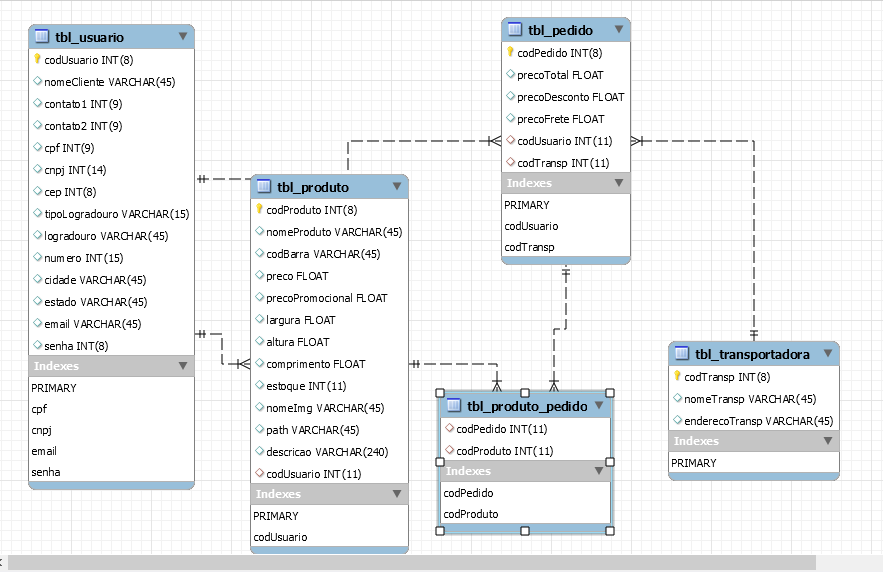 tbl_usuario
codUsuario INT(8)
nomeCliente VARCHAR(45)
contato1 INT(9)
contato2 INT(9)
cpf INT(9)
cnpj INT(14)
cep INT(8)
tipoLogradouro VARCHAR(15)
logradouro VARCHAR(45)
numero INT(15)
cidade VARCHAR(45)
estado VARCHAR(45)
email VARCHAR(45)
senha INT(8)
Indexes
PRIMARY
cpf
cnpj
email
senha
tbl_produto
codProduto INT(8)
nomeProduto VARCHAR(45)
codBarra VARCHAR(45)
preco FLOAT
precoPromocional FLOAT
largura FLOAT
altura FLOAT
comprimento FLOAT
estoque INT(11)
nomeImg VARCHAR(45)
path VARCHAR(45)
descricao VARCHAR(240)
codUsuario INT(11)
Indexes
PRIMARY
codUsuario
tbl_pedido
codPedido INT(8)
precoTotal FLOAT
precoDesconto FLOAT
precoFrete FLOAT
codUsuario INT(11)
codTransp INT(11)
Indexes
PRIMARY
codUsuario
codTransp
tbl_produto_pedido
codPedido INT(11)
codProduto INT(11)
Indexes
codPedido
codProduto
tbl_transportadora
codTransp INT(8)
nomeTransp VARCHAR(45)
enderecoTransp VARCHAR(45)
Indexes
PRIMARY